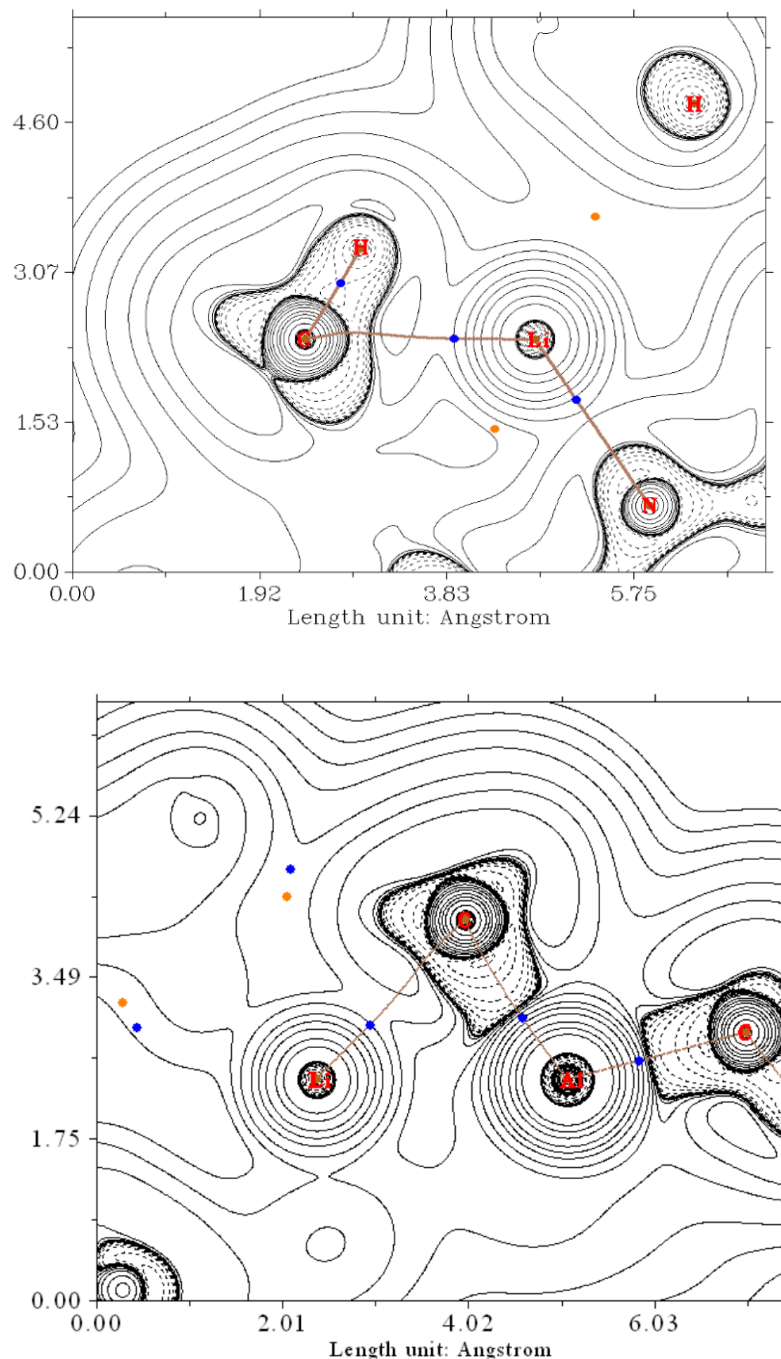 4.60
H
H
3.07
C
Li
1.53
N
0.00
0.00 1.92 3.83 5.75
Length unit: Angstrom
5.24
C
3.49
C
Li
Al
1.75
0.00
0.00 2.01 4.02 6.03
Length unit: Angstrom